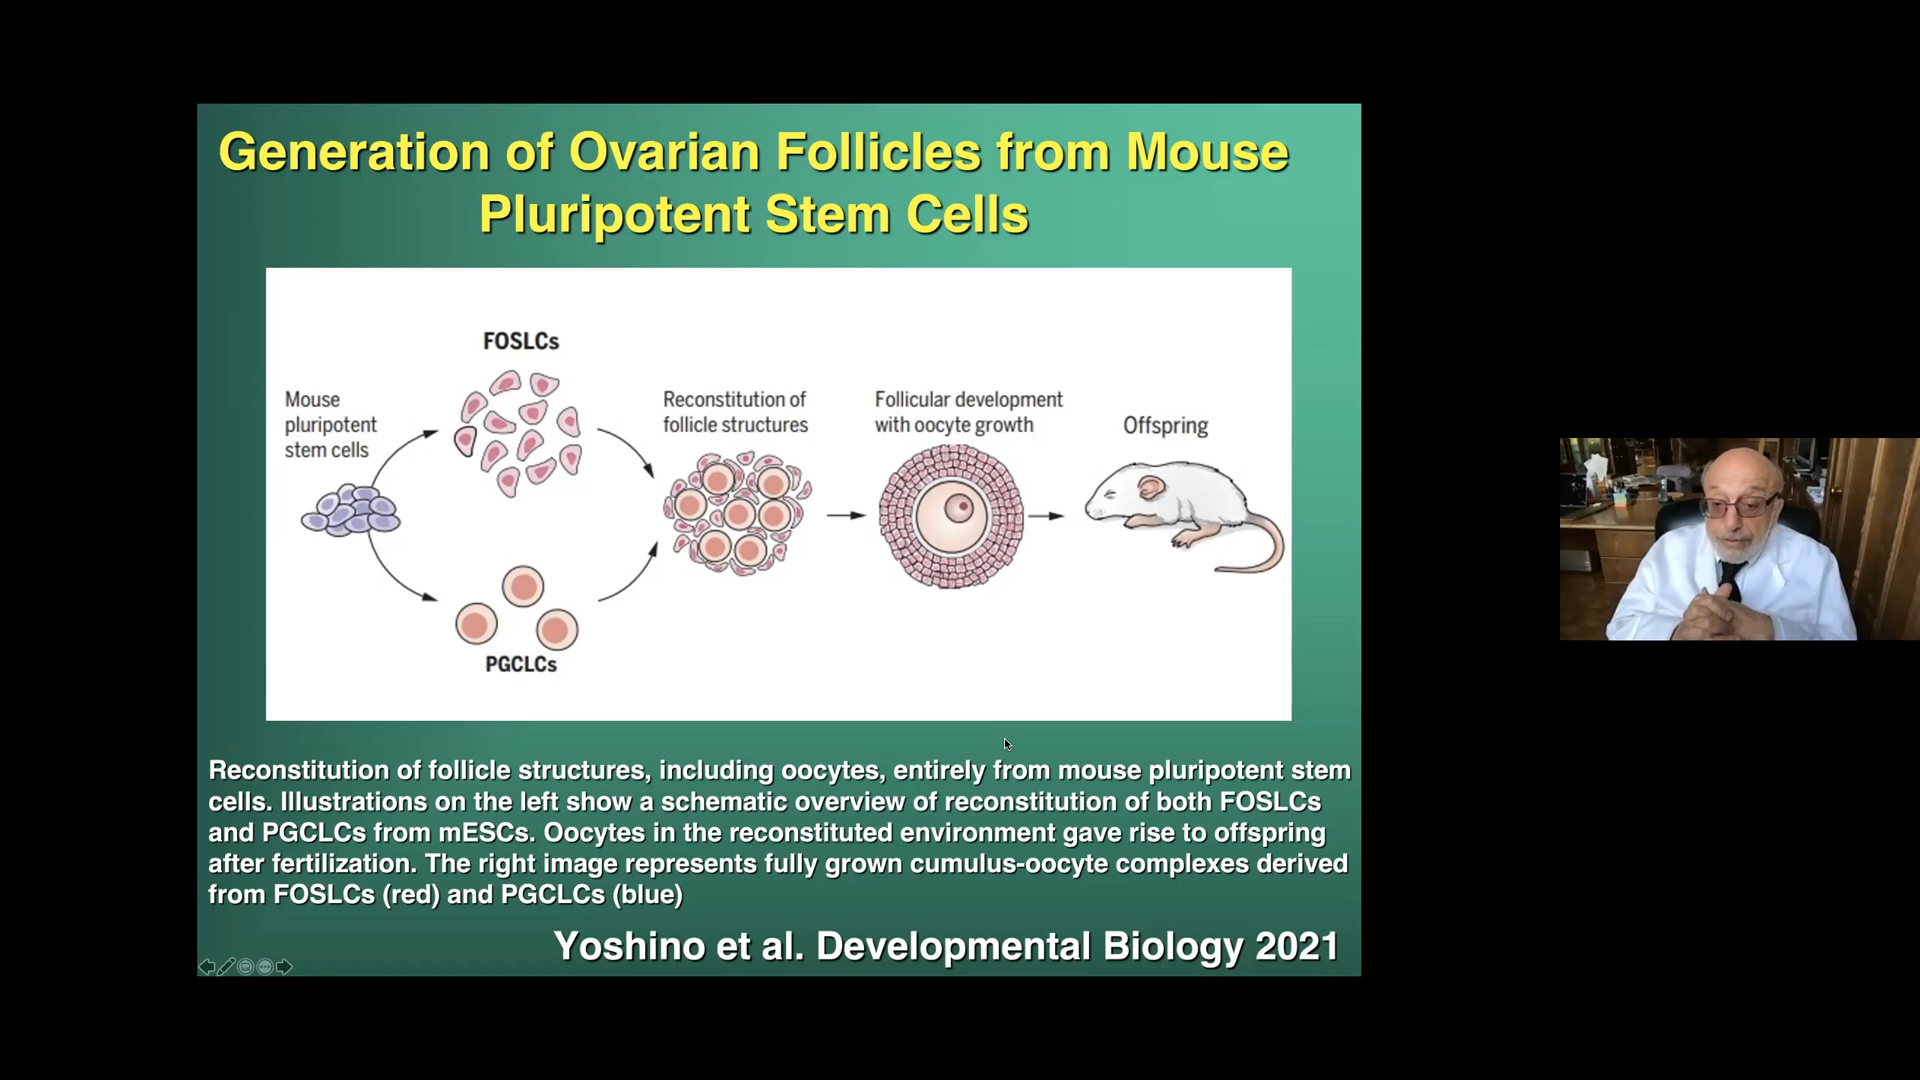 Generation of Ovarian Follicles from Mouse
Pluripotent Stem Cells
FOSLCs
Mouse
pluripotent
stem cells
Reconstitution of
follicle structures
Follicular development
with oocyte growth
Offspring
PGCLCs
Reconstitution of follicle structures, including oocytes, entirely from mouse pluripotent stem
cells. Illustrations on the left show a schematic overview of reconstitution of both FOSLCs
and PGCLCs from mESCs. Oocytes in the reconstituted environment gave rise to offspring
after fertilization. The right image represents fully grown cumulus-oocyte complexes derived
from FOSLCs (red) and PGCLCs (blue)
Yoshino et al. Developmental Biology 2021